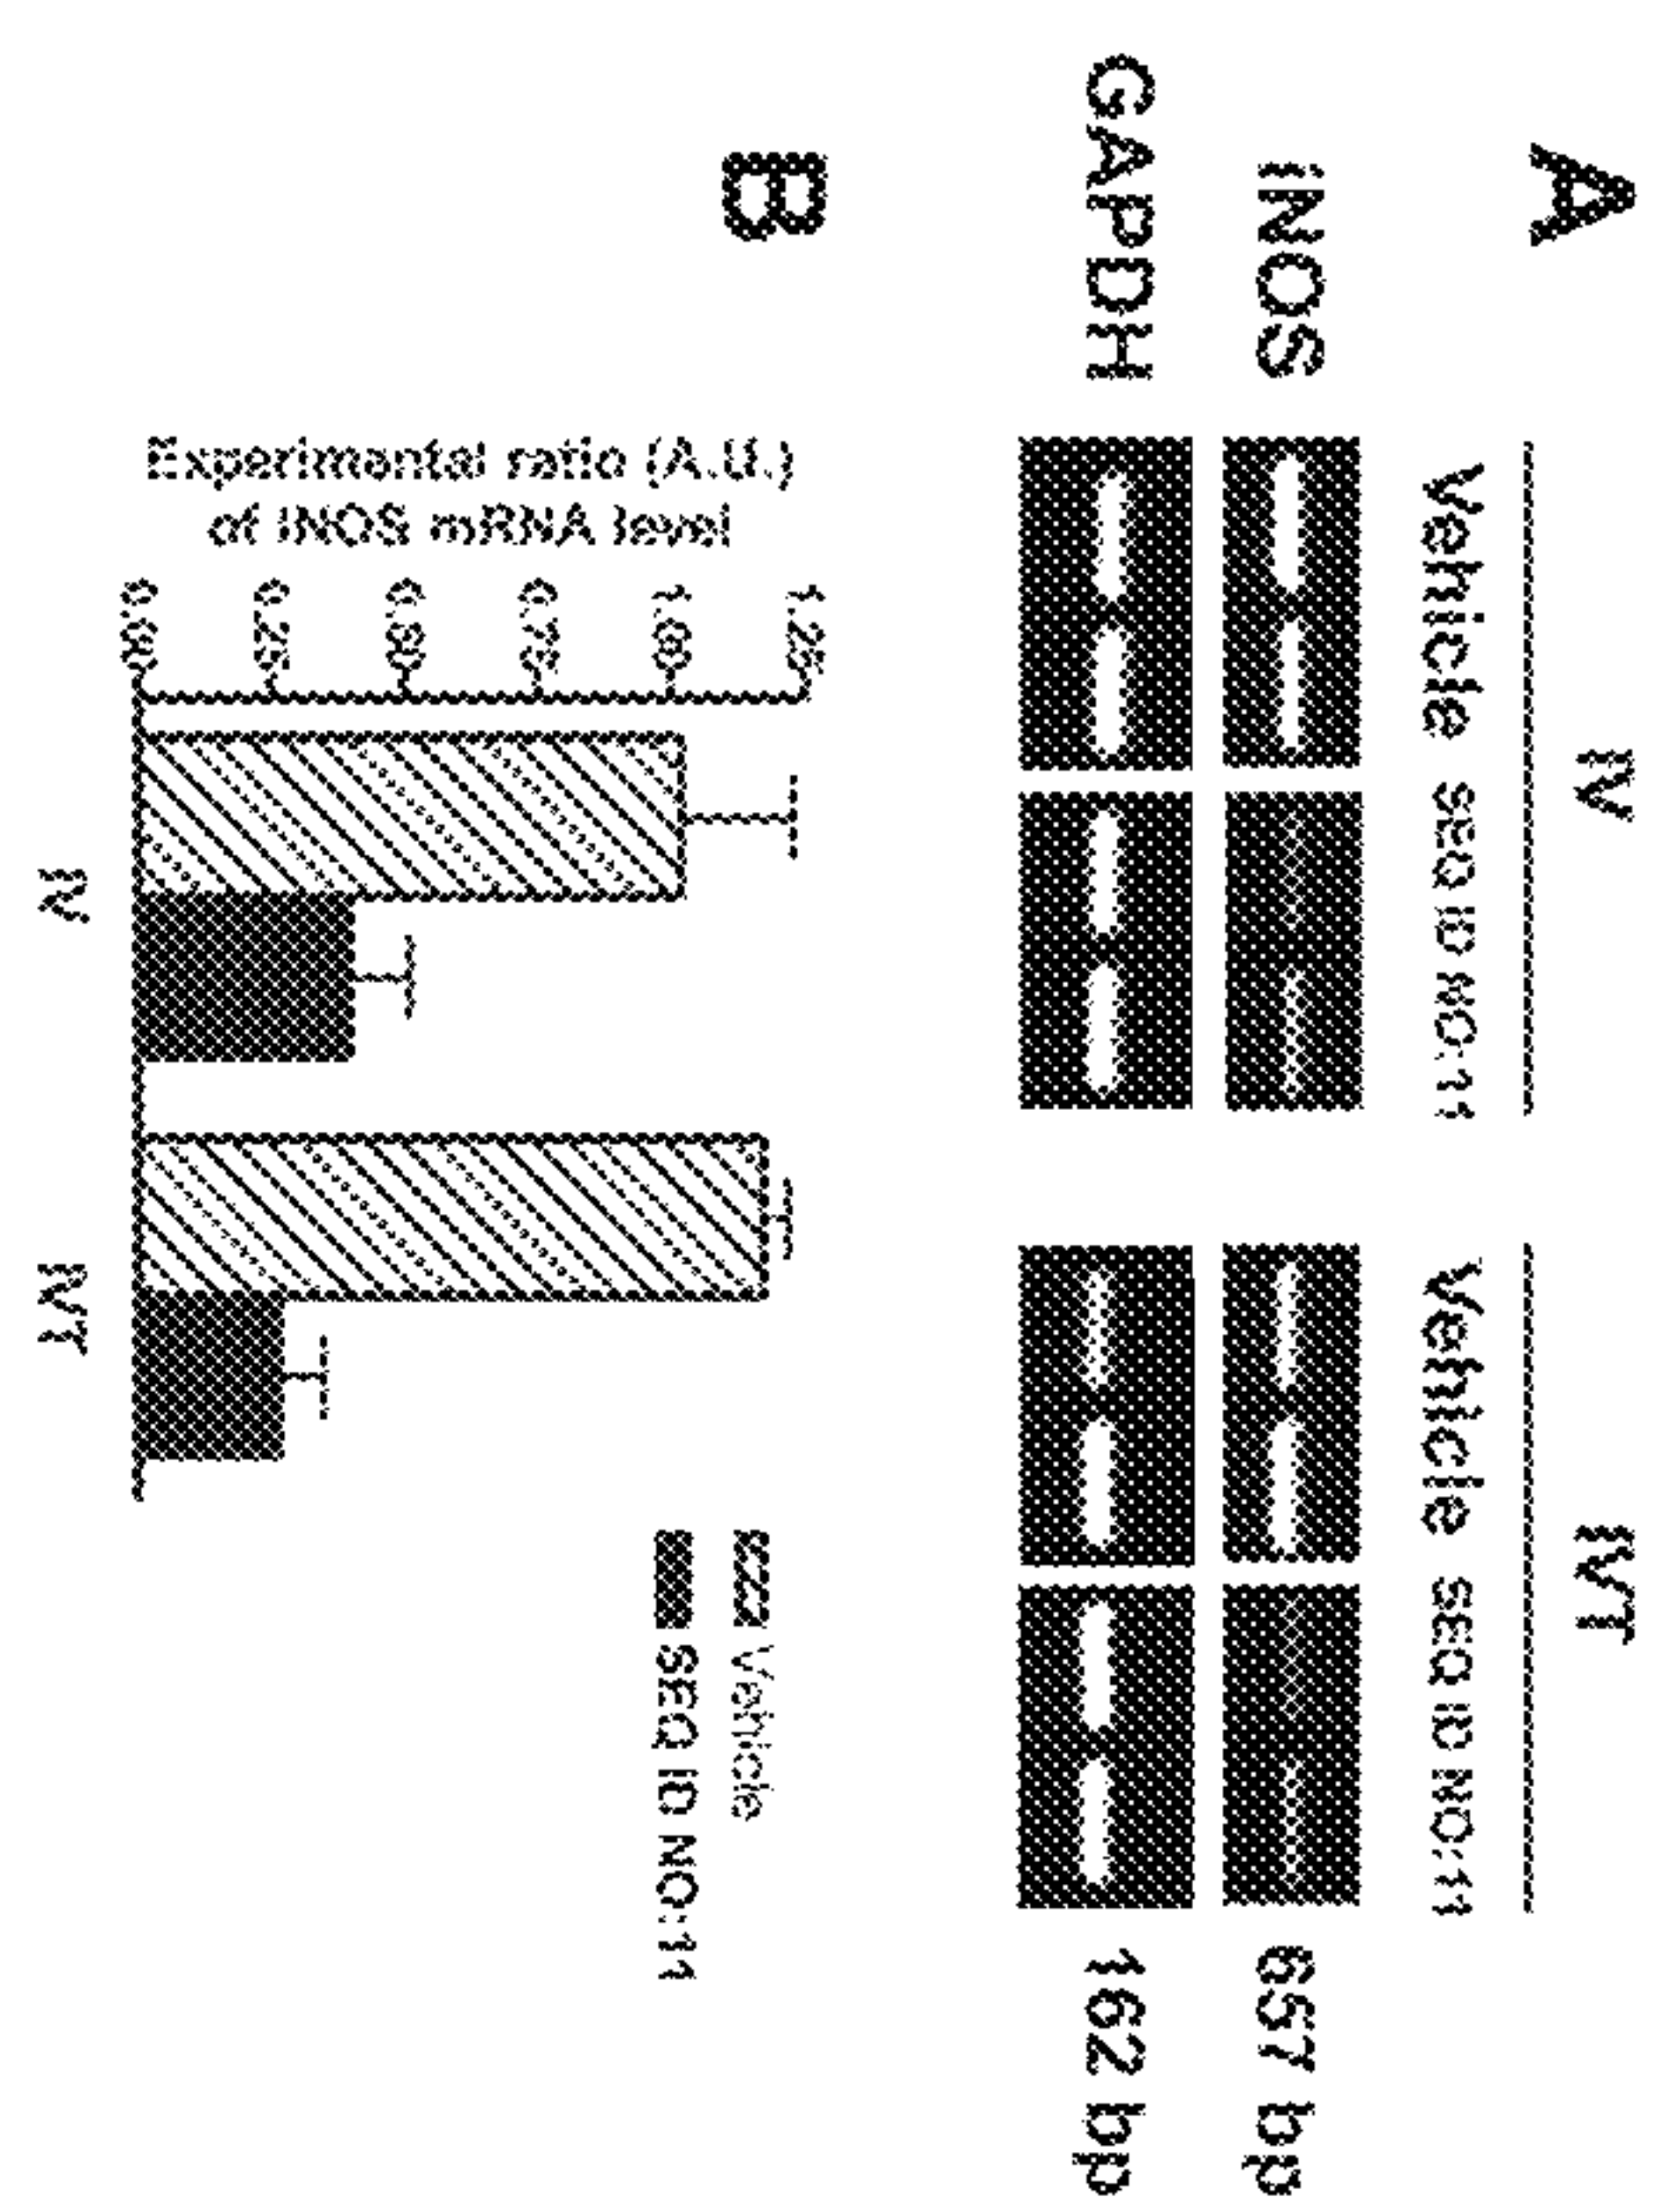 A
IV
IVT
Vehicle SEQ ID NO:11
Vehicle SEQ ID NO:11
iNOS
657 bp
GAPDH
162 bp
B
Experimental ratio (A.U.)
of iNOS mRNA level
1.25
1.00
0.75
0.50
0.25
0.00
IV
IVT
Vehicle
SEQ ID NO:11